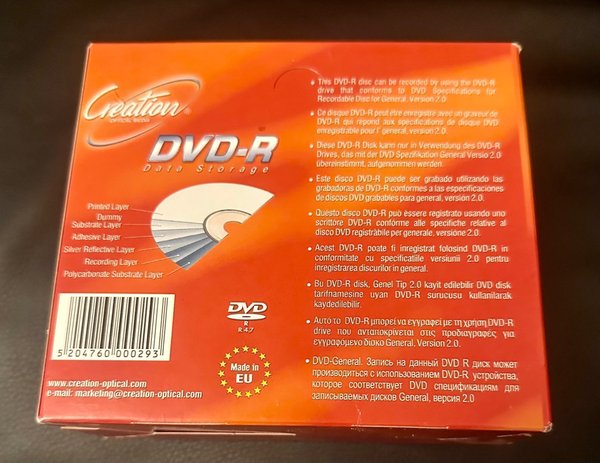 Creation®
OPTICAL MEDIA
DVD-R
Data Storage
Printed Layer
Dummy
Substrate Layer
Adhesive Layer
Silver Reflective Layer
Recording Layer
Polycarbonate Substrate Layer
5 204760 000293
DVD
R
R 4.7
Made in
EU
www.creation-optical.com
e-mail: marketing@creation-optical.com
This DVD-R disc can be recorded by using the DVD-R
drive that conforms to DVD Specifications for
Recordable Disc for General, Version 2.0.
Ce disque DVD-R peut être enregistré avec un graveur de
DVD-R qui répond aux spécifications de disque DVD
enregistrable pour l' general, version 2.0.
Diese DVD-R Disk kann nur in Verwendung des DVD-R
Drives, das mit der DVD Spezifikation General Versio 2.0
übereinstimmt, aufgenommen werden.
Este disco DVD-R puede ser grabado utilizando las
grabadoras de DVD-R conformes a las especificaciones
de discos DVD grabables para general, versión 2.0.
Questo disco DVD-R può essere registrato usando uno
scrittore DVD-R conforme alle specifiche relative al
disco DVD registràbile per generale, versióne 2.0.
Acest DVD-R poate fi inregistrat folosind DVD-R in
conformitate cu specificatiile versiunii 2.0 pentru
inregistrarea discurilor in general.
Bu DVD-R disk, Genel Tip 2.0 kayit edilebilir DVD disk
tarifnamesine uyan DVD-R surucusu kullanilarak
kaydedilebilir.
Αυτό το DVD-R μπορεί να εγγραφεί με τη χρήση DVD-R
drive που ανταποκρίνεται στις προδιαγραφές για
εγγραφόμενο δίσκο General, Version 2.0.
DVD-General. Запись на данный DVD R диск может
производиться с использованием DVD-R устройства,
которое соответствует DVD спецификациям для
записываемых дисков General, версия 2.0